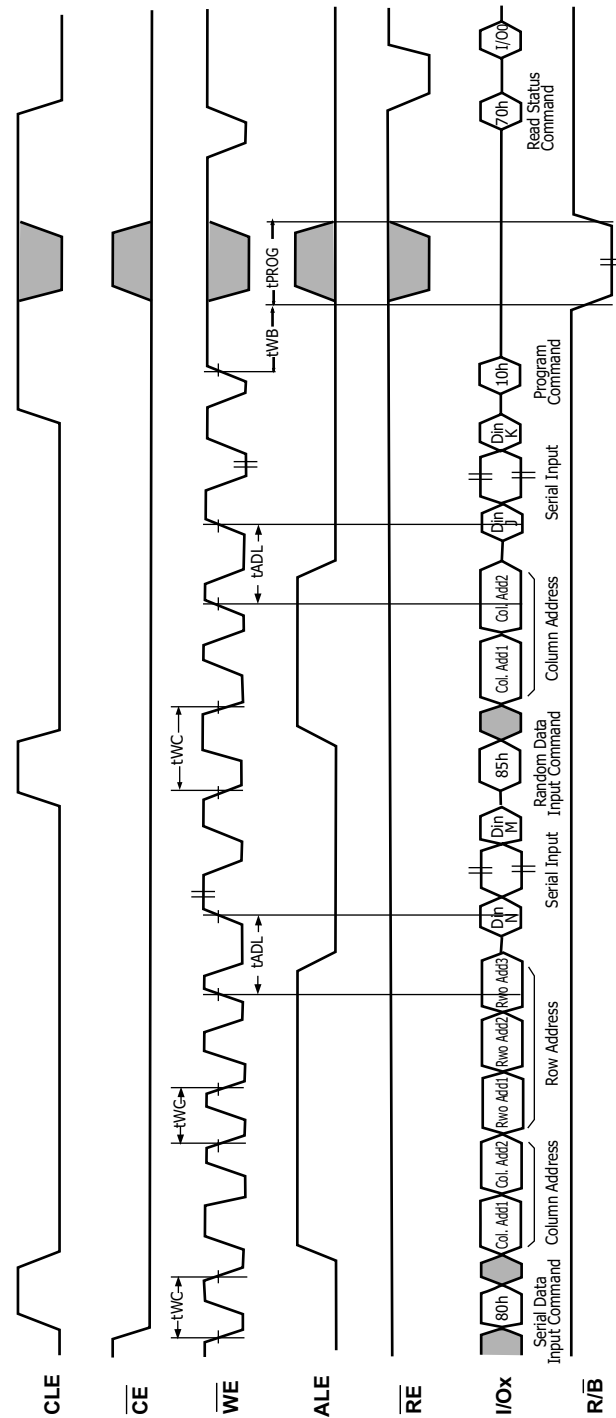 CLE
CE
WE
ALE
RE
I/Ox
R/B
tWC
tWC
tADL
tWC
tADL
tWB
tPROG
80h
Col. Add1
Col. Add2
Rwo Add1
Rwo Add2
Rwo Add3
Din
N
Din
M
85h
Col. Add1
Col. Add2
Din
J
Din
K
10h
70h
I/O0
Serial Data
Input Command
Column Address
Row Address
Serial Input
Random Data
Input Command
Column Address
Serial Input
Program
Command
Read Status
Command